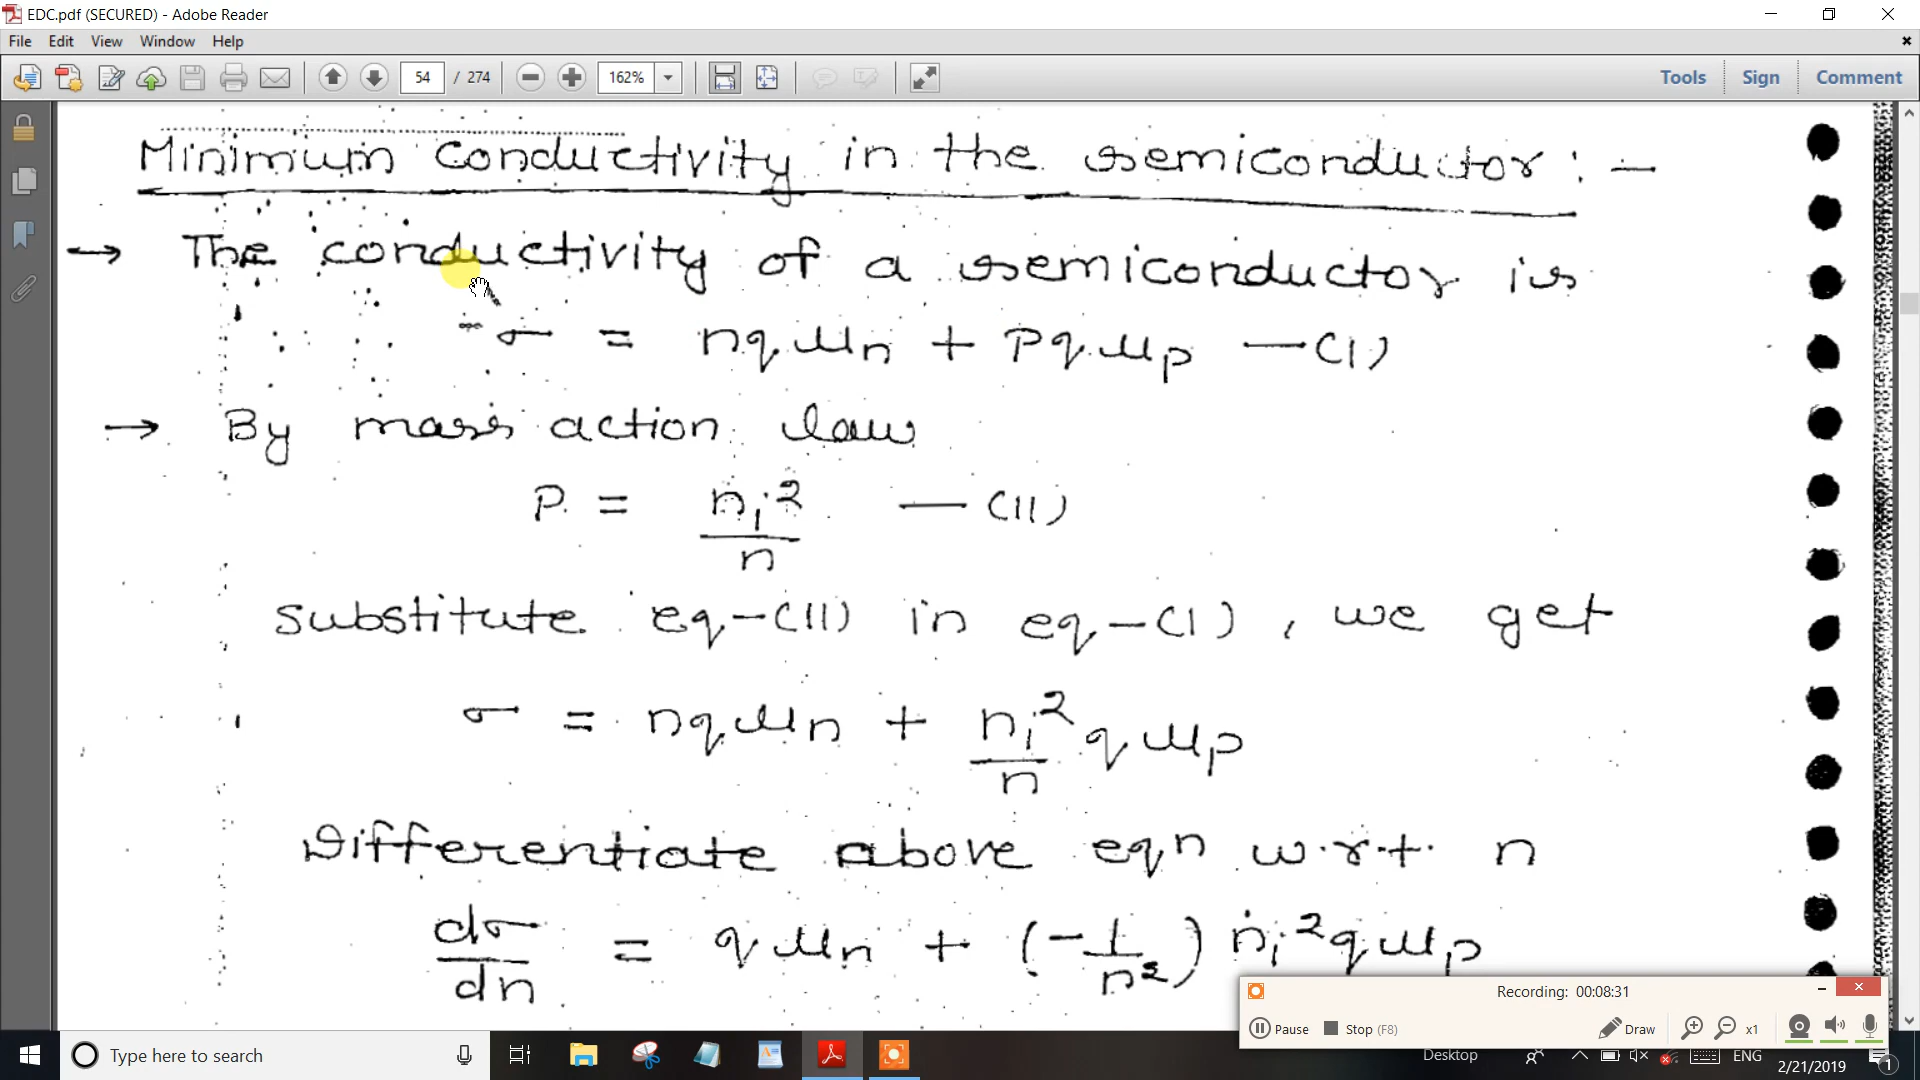 EDC.pdf (SECURED) - Adobe Reader
File Edit View Window Help
54 / 274 162% Tools Sign Comment
Minimum conductivity in the semiconductor :-
→ The conductivity of a semiconductor is
σ = nqμn + Pqμp — (I)
→ By mass action law
P = ni²/n — (II)
Substitute eq-(II) in eq-(I), we get
σ = nqμn + ni²/n qμp
Differentiate above eqn w.r.t. n
dσ/dn = qμn + (-1/n²) ni²qμp
Recording: 00:08:31
Pause Stop (F8) Draw x1
Type here to search
Desktop ENG
2/21/2019 1